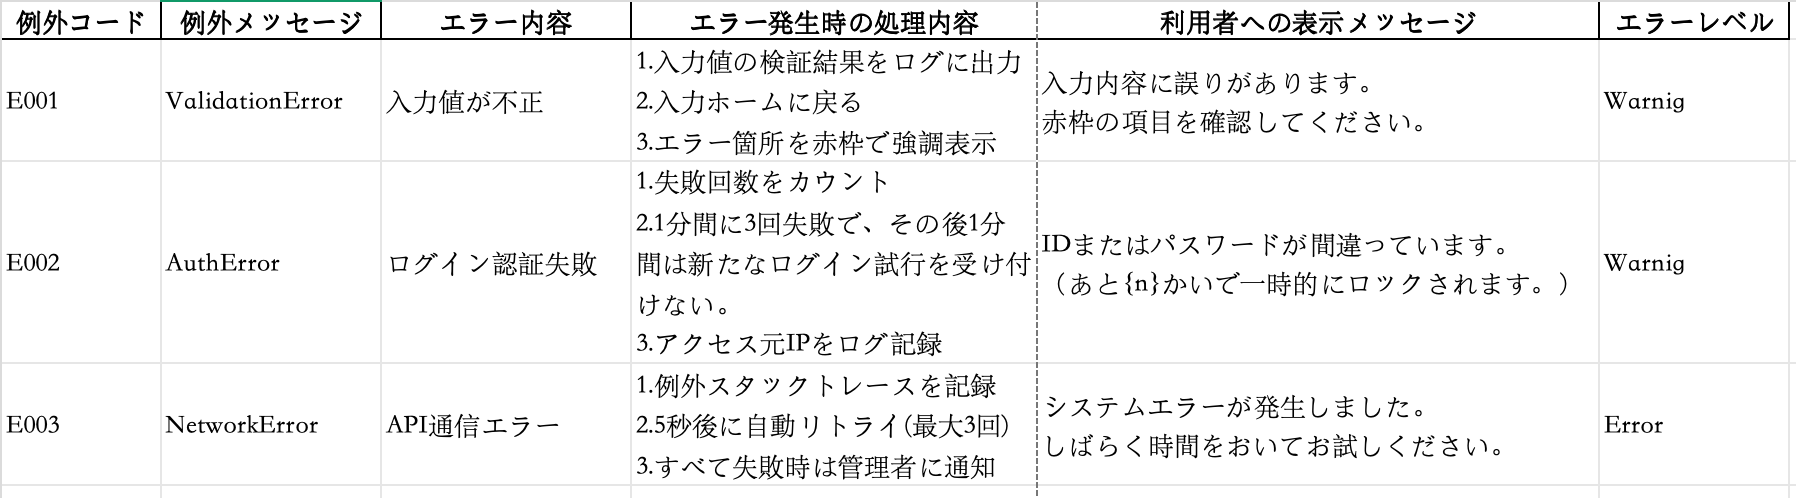 例外コード 例外メッセージ エラー内容 エラー発生時の処理内容 利用者への表示メッセージ エラーレベル
E001
ValidationError
入力値が不正
1.入力値の検証結果をログに出力
2.入力ホームに戻る
3.エラー箇所を赤枠で強調表示
入力内容に誤りがあります。
赤枠の項目を確認してください。
Warnig
E002
AuthError
ログイン認証失敗
1.失敗回数をカウント
2.1分間に3回失敗で、その後1分
間は新たなログイン試行を受け付
けない。
3.アクセス元IPをログ記録
IDまたはパスワードが間違っています。
（あと{n}かいで一時的にロックされます。）
Warnig
E003
NetworkError
API通信エラー
1.例外スタックトレースを記録
2.5秒後に自動リトライ(最大3回)
3.すべて失敗時は管理者に通知
システムエラーが発生しました。
しばらく時間をおいてお試しください。
Error